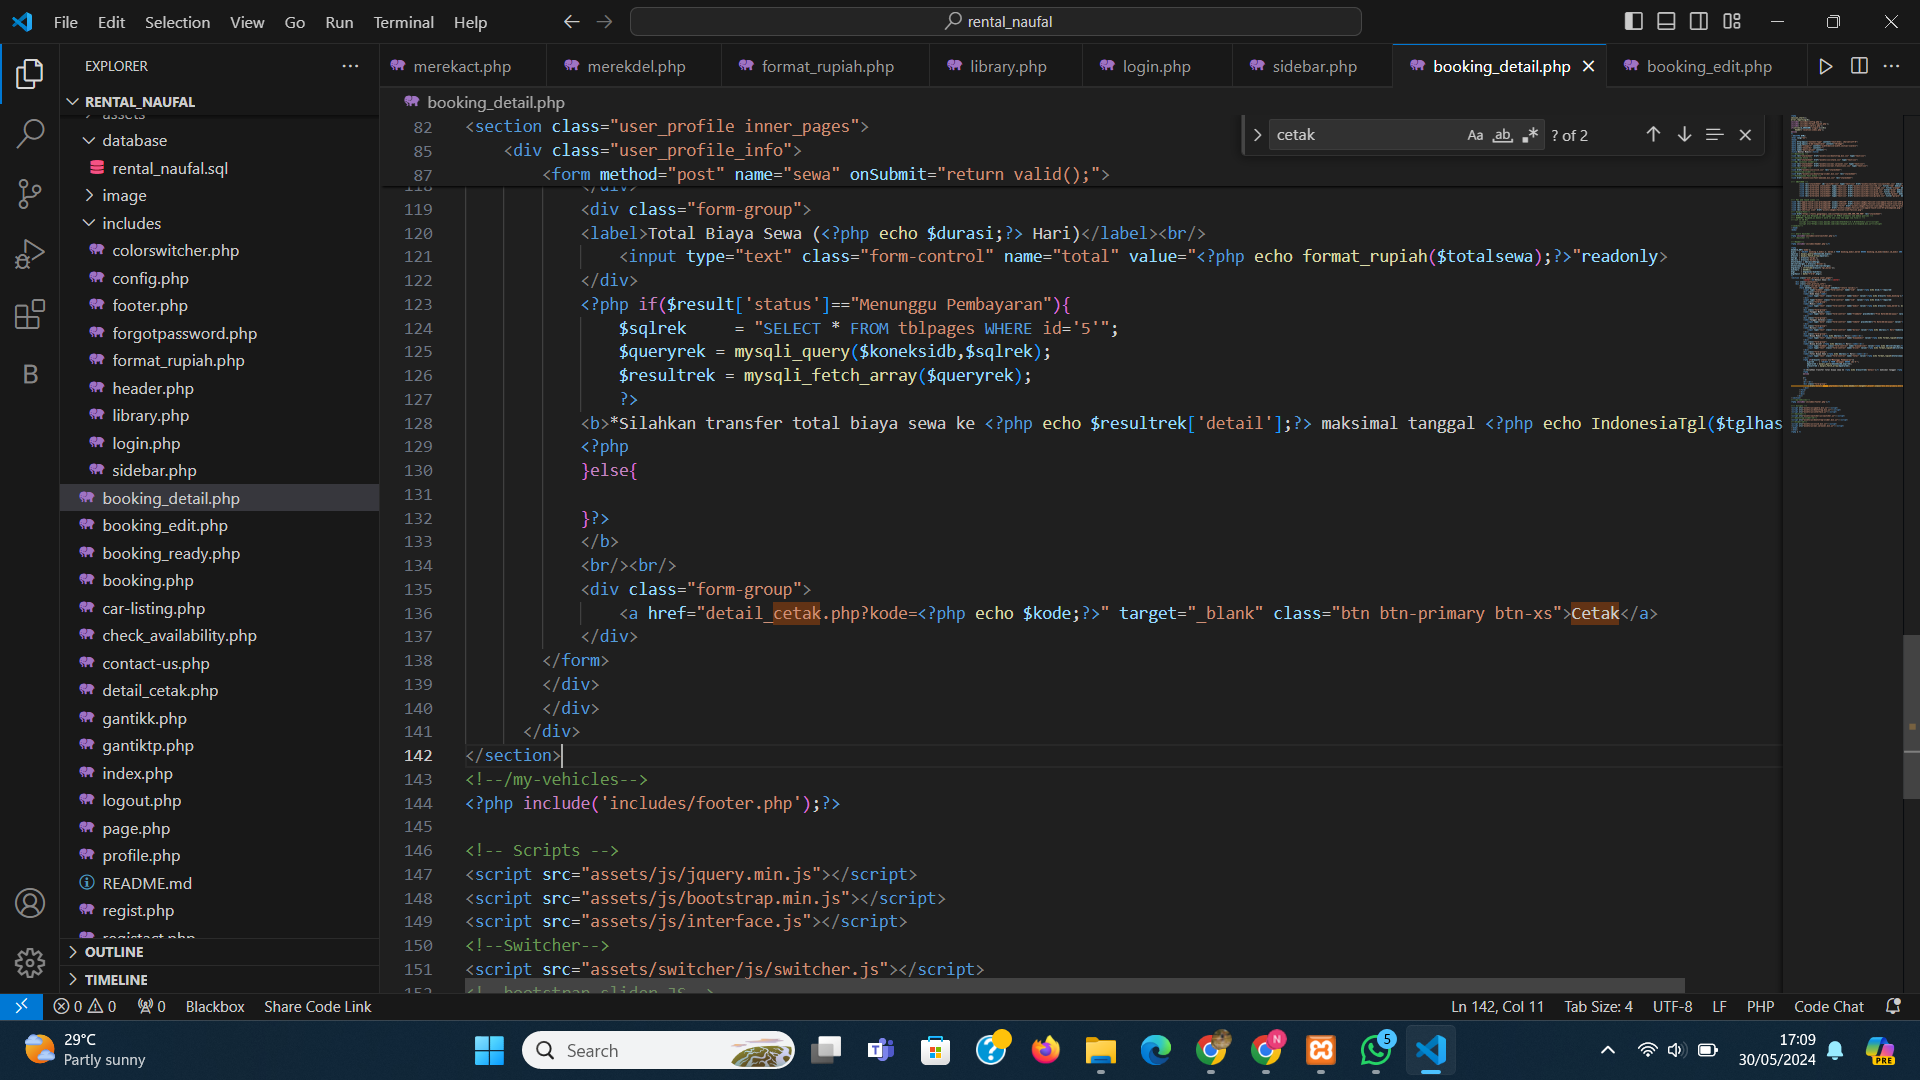 File Edit Selection View Go Run Terminal Help
rental_naufal
EXPLORER
merekact.php
merekdel.php
format_rupiah.php
library.php
login.php
sidebar.php
booking_detail.php
booking_edit.php
RENTAL_NAUFAL
assets
database
rental_naufal.sql
image
includes
colorswitcher.php
config.php
footer.php
forgotpassword.php
format_rupiah.php
header.php
library.php
login.php
sidebar.php
booking_detail.php
booking_edit.php
booking_ready.php
booking.php
car-listing.php
check_availability.php
contact-us.php
detail_cetak.php
gantikk.php
gantiktp.php
index.php
logout.php
page.php
profile.php
README.md
regist.php
registact.php
OUTLINE
TIMELINE
booking_detail.php
cetak
Aa ab
? of 2
82 <section class="user_profile inner_pages">
85 <div class="user_profile_info">
87 <form method="post" name="sewa" onSubmit="return valid();">
118 </div>
119 <div class="form-group">
120 <label>Total Biaya Sewa (<?php echo $durasi;?> Hari)</label><br/>
121 <input type="text" class="form-control" name="total" value="<?php echo format_rupiah($totalsewa);?>"readonly>
122 </div>
123 <?php if($result['status']=="Menunggu Pembayaran"){
124 $sqlrek = "SELECT * FROM tblpages WHERE id='5'";
125 $queryrek = mysqli_query($koneksidb,$sqlrek);
126 $resultrek = mysqli_fetch_array($queryrek);
127 ?>
128 <b>*Silahkan transfer total biaya sewa ke <?php echo $resultrek['detail'];?> maksimal tanggal <?php echo IndonesiaTgl($tglhas
129 <?php
130 }else{
131
132 }?>
133 </b>
134 <br/><br/>
135 <div class="form-group">
136 <a href="detail_cetak.php?kode=<?php echo $kode;?>" target="_blank" class="btn btn-primary btn-xs">Cetak</a>
137 </div>
138 </form>
139 </div>
140 </div>
141 </div>
142 </section>
143 <!--/my-vehicles-->
144 <?php include('includes/footer.php');?>
145
146 <!-- Scripts -->
147 <script src="assets/js/jquery.min.js"></script>
148 <script src="assets/js/bootstrap.min.js"></script>
149 <script src="assets/js/interface.js"></script>
150 <!--Switcher-->
151 <script src="assets/switcher/js/switcher.js"></script>
152 <!--bootstrap-slider-JS-->
0 0 0 Blackbox Share Code Link
Ln 142, Col 11 Tab Size: 4 UTF-8 LF PHP Code Chat
29°C
Partly sunny
Search
N
5
17:09
30/05/2024
PRE